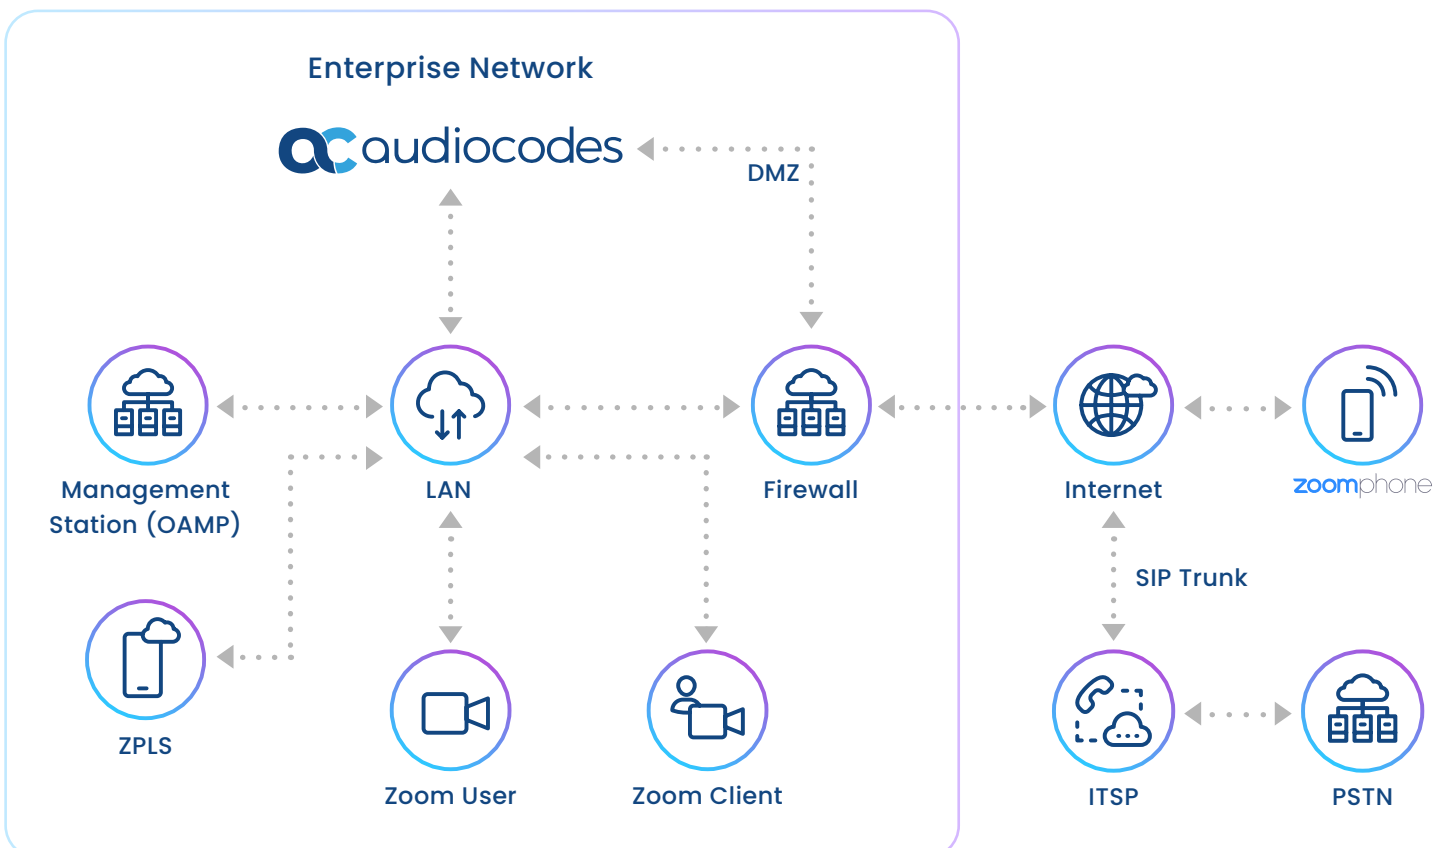 Enterprise Network
audiocodes
DMZ
Management
Station (OAMP)
LAN
Firewall
Internet
zoomphone
SIP Trunk
ZPLS
Zoom User
Zoom Client
ITSP
PSTN